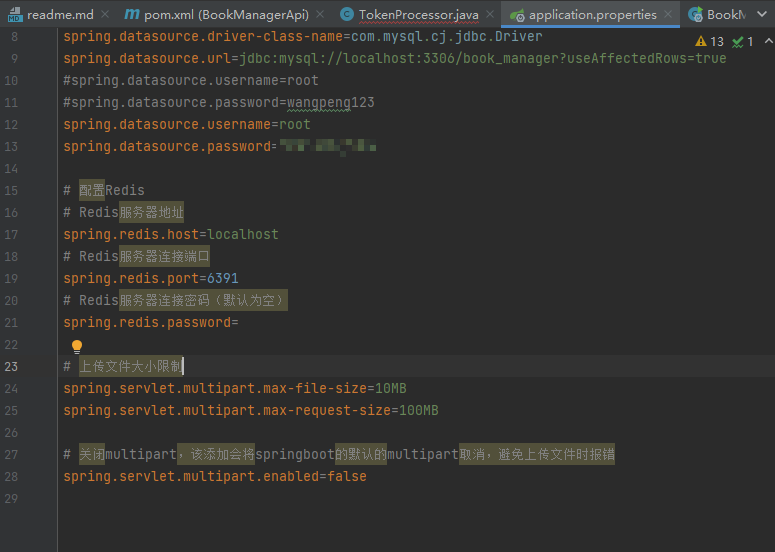 readme.md pom.xml (BookManagerApi) TokenProcessor.java application.properties
13 1
8 spring.datasource.driver-class-name=com.mysql.cj.jdbc.Driver
9 spring.datasource.url=jdbc:mysql://localhost:3306/book_manager?useAffectedRows=true
10 #spring.datasource.username=root
11 #spring.datasource.password=wangpeng123
12 spring.datasource.username=root
13 spring.datasource.password=
14
15 # 配置Redis
16 # Redis服务器地址
17 spring.redis.host=localhost
18 # Redis服务器连接端口
19 spring.redis.port=6391
20 # Redis服务器连接密码（默认为空）
21 spring.redis.password=
22
23 # 上传文件大小限制
24 spring.servlet.multipart.max-file-size=10MB
25 spring.servlet.multipart.max-request-size=100MB
26
27 # 关闭multipart，该添加会将springboot的默认的multipart取消，避免上传文件时报错
28 spring.servlet.multipart.enabled=false
29